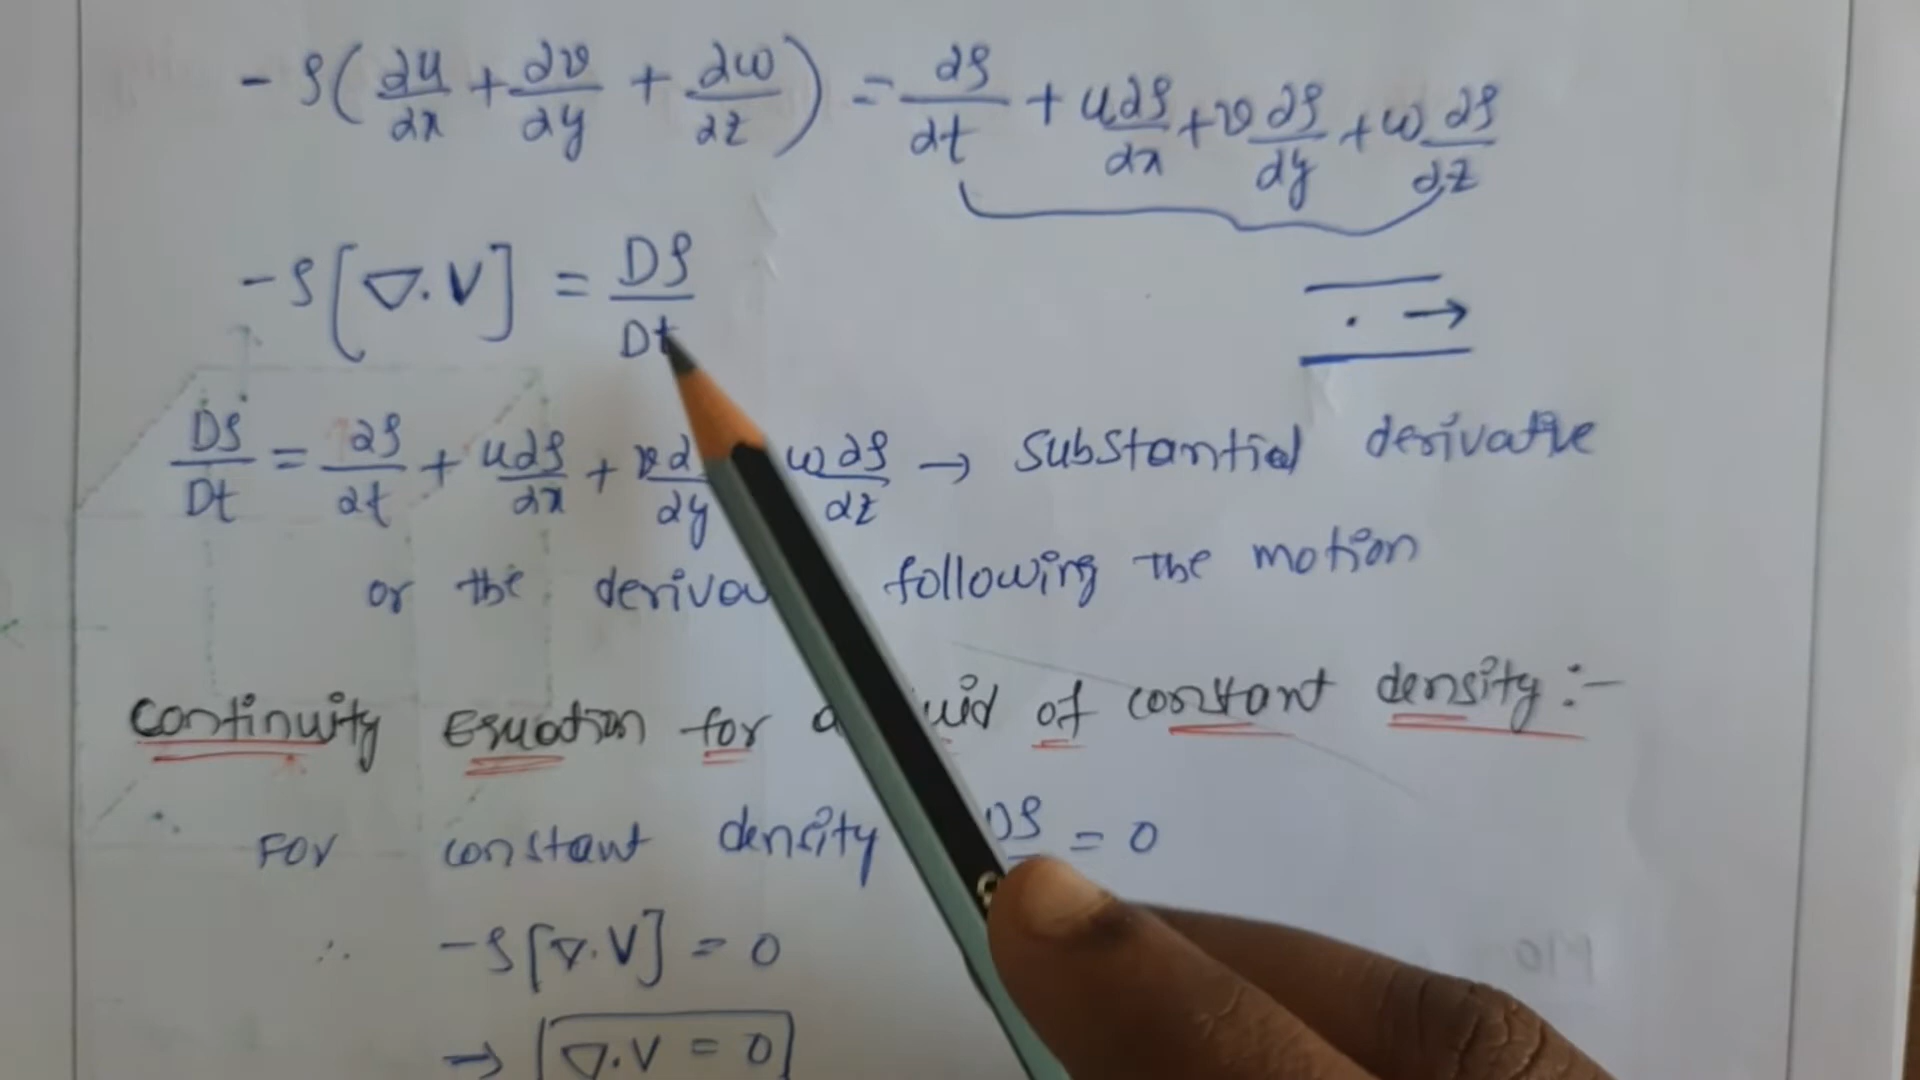 -ρ(∂u/∂x + ∂v/∂y + ∂w/∂z) = ∂ρ/∂t + u∂ρ/∂x + v∂ρ/∂y + w∂ρ/∂z
-ρ[∇.V] = Dρ/Dt
Dρ/Dt = ∂ρ/∂t + u∂ρ/∂x + v∂/∂y w∂ρ/∂z → substantial derivative
or the following the motion
Continuity Equation for of constant density :-
For constant density Dρ = 0
∴ -ρ[∇.V] = 0
→ ∇.V = 0